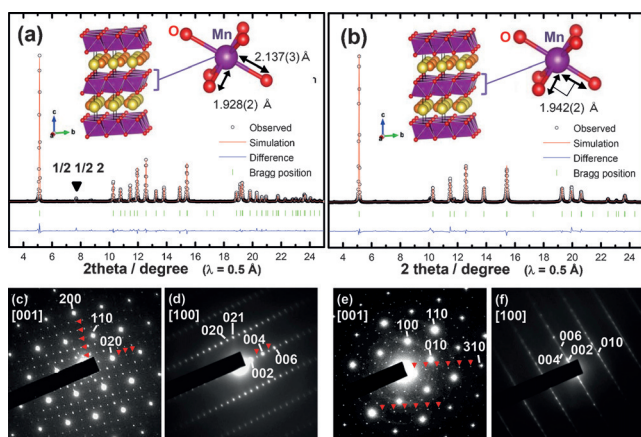 (a)
O
Mn
2.137(3) Å
1.928(2) Å
c
b
1/2 1/2 2
Observed
Simulation
Difference
Bragg position
4 6 8 10 12 14 16 18 20 22 24
2theta / degree (λ = 0.5 Å)
(b)
O
Mn
1.942(2) Å
c
b
Observed
Simulation
Difference
Bragg position
4 6 8 10 12 14 16 18 20 22 24
2 theta / degree (λ = 0.5 Å)
(c)
[001]
200
110
020
(d)
[100]
020
021
004
006
002
(e)
[001]
100
110
010
310
(f)
[100]
006
004
002
010